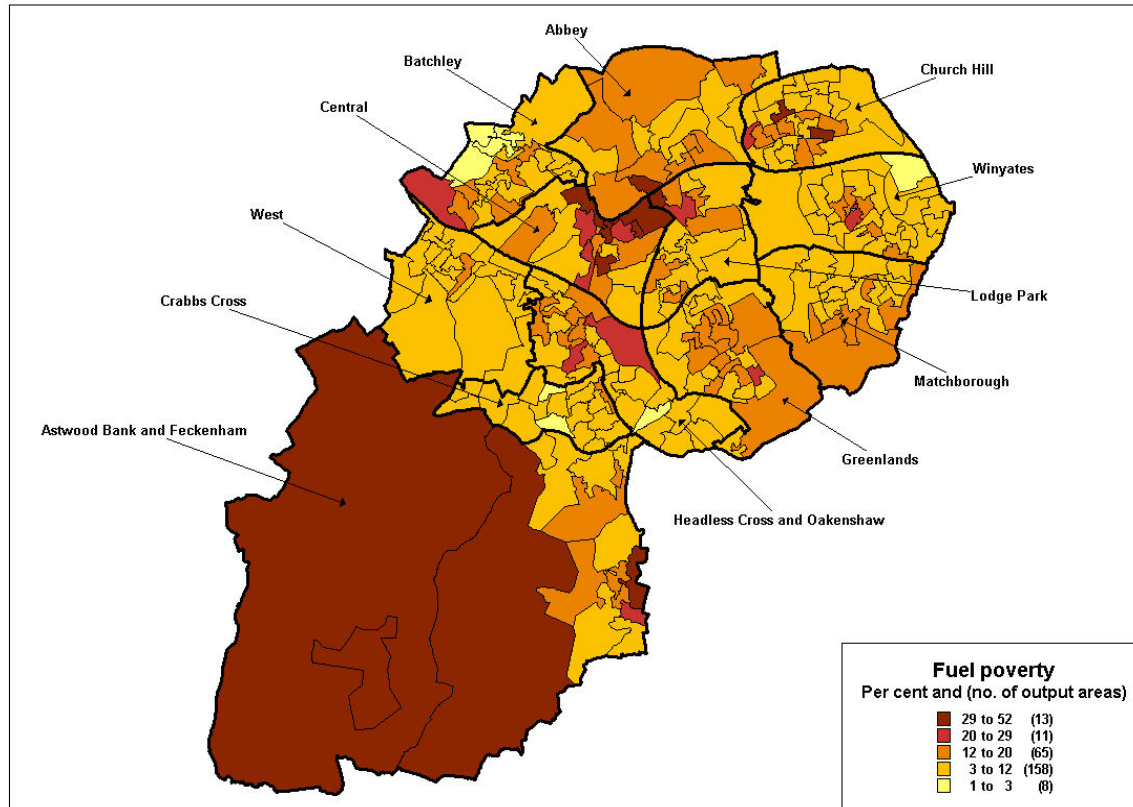 Abbey
Batchley
Church Hill
Central
Winyates
West
Crabbs Cross
Lodge Park
Matchborough
Astwood Bank and Feckenham
Greenlands
Headless Cross and Oakenshaw
Fuel poverty
Per cent and (no. of output areas)
29 to 52 (13)
20 to 29 (11)
12 to 20 (65)
3 to 12 (158)
1 to 3 (8)